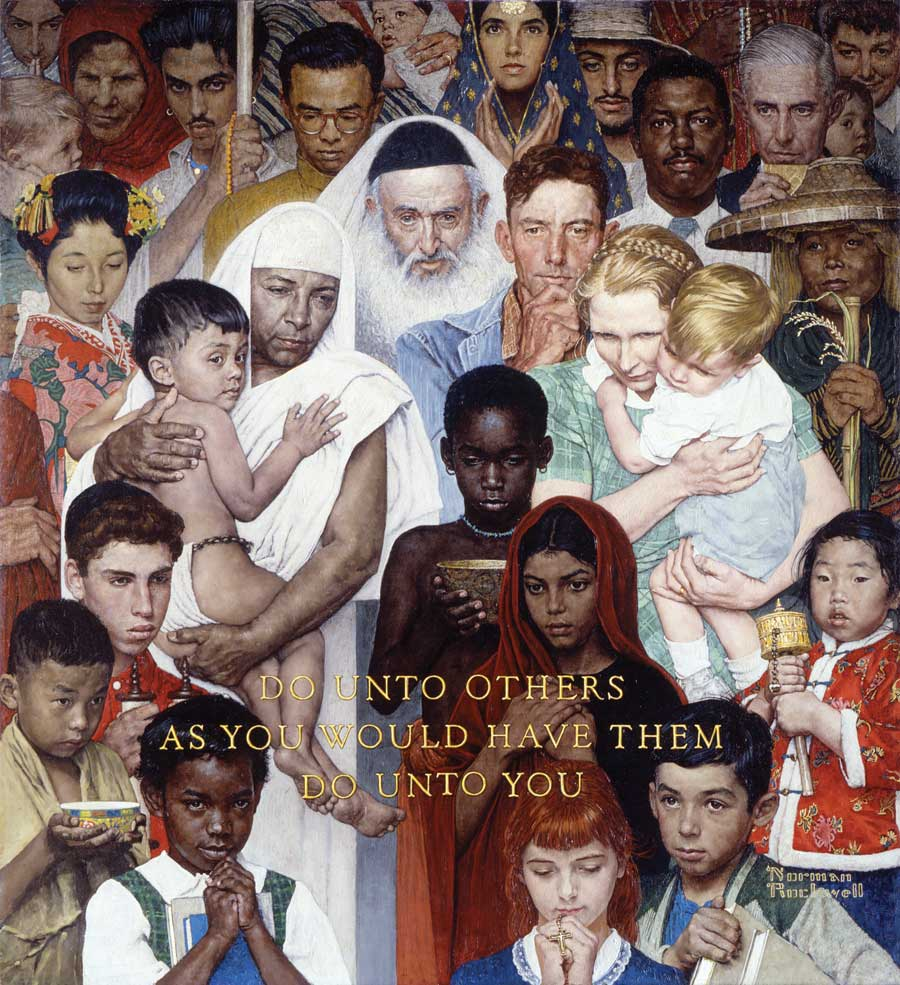 DO UNTO OTHERS
AS YOU WOULD HAVE THEM
DO UNTO YOU
Norman
Rockwell